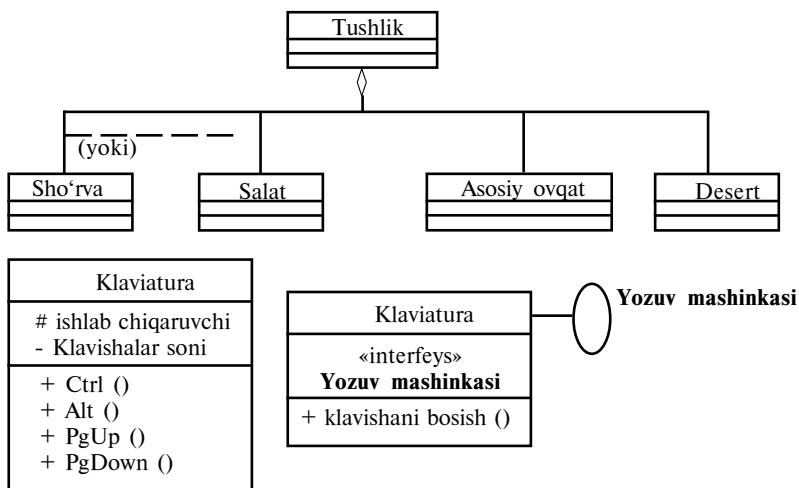 Tushlik
(yoki)
Sho‘rva
Salat
Asosiy ovqat
Desert
Klaviatura
# ishlab chiqaruvchi
- Klavishalar soni
+ Ctrl ()
+ Alt ()
+ PgUp ()
+ PgDown ()
Klaviatura
«interfeys»
Yozuv mashinkasi
+ klavishani bosish ()
Yozuv mashinkasi